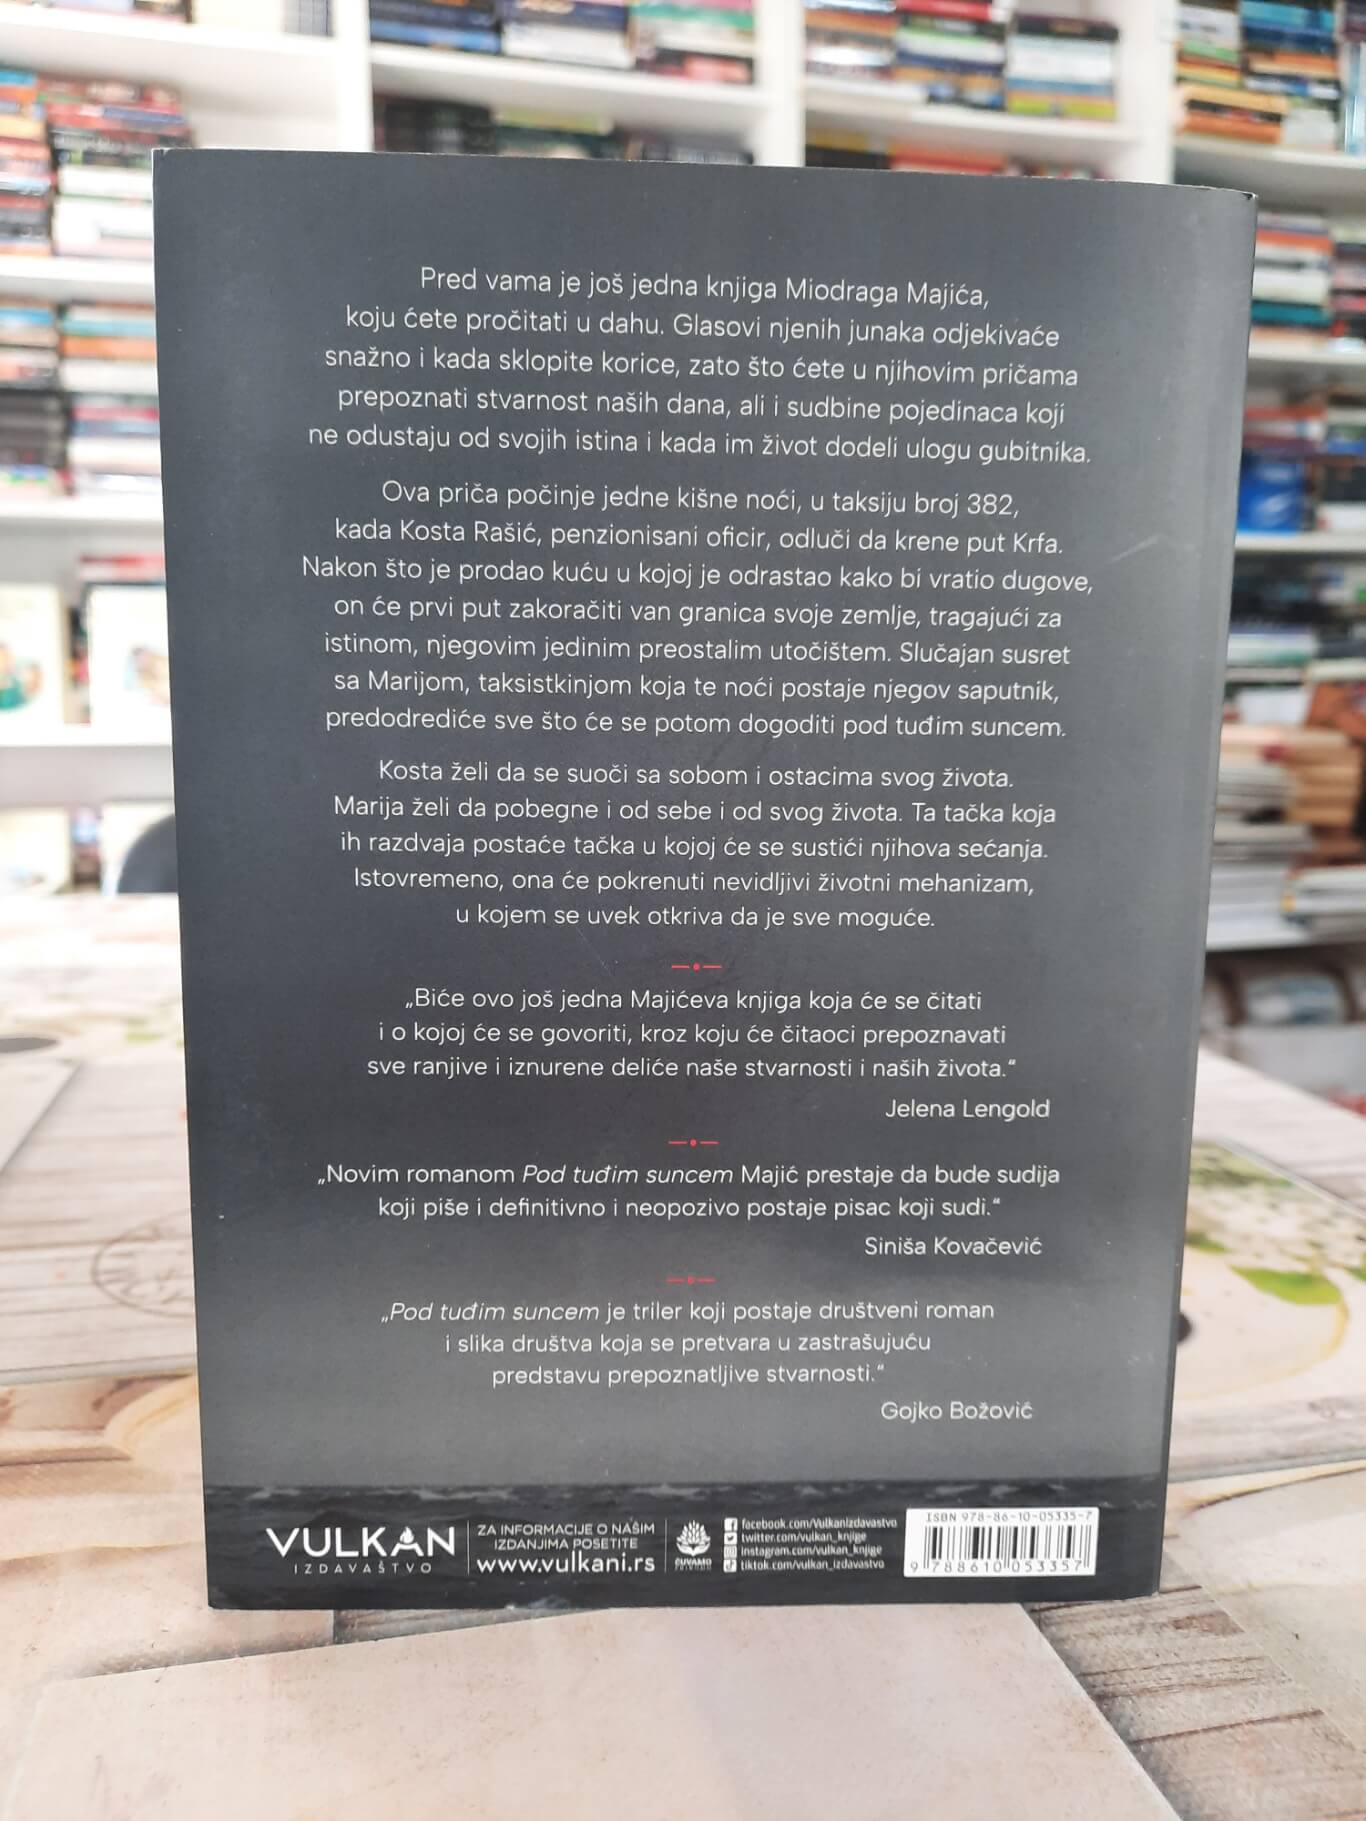 Pred vama je još jedna knjiga Miodraga Majića,
koju ćete pročitati u dahu. Glasovi njenih junaka odjekivaće
snažno i kada sklopite korice, zato što ćete u njihovim pričama
prepoznati stvarnost naših dana, ali i sudbine pojedinaca koji
ne odustaju od svojih istina i kada im život dodeli ulogu gubitnika.
Ova priča počinje jedne kišne noći, u taksiju broj 382,
kada Kosta Rašić, penzionisani oficir, odluči da krene put Krfa.
Nakon što je prodao kuću u kojoj je odrastao kako bi vratio dugove,
on će prvi put zakoračiti van granica svoje zemlje, tragajući za
istinom, njegovim jedinim preostalim utočištem. Slučajan susret
sa Marijom, taksistkinjom koja te noći postaje njegov saputnik,
predodrediće sve što će se potom dogoditi pod tuđim suncem.
Kosta želi da se suoči sa sobom i ostacima svog života.
Marija želi da pobegne i od sebe i od svog života. Ta tačka koja
ih razdvaja postaće tačka u kojoj će se sustići njihova sećanja.
Istovremeno, ona će pokrenuti nevidljivi životni mehanizam,
u kojem se uvek otkriva da je sve moguće.
„Biće ovo još jedna Majićeva knjiga koja će se čitati
i o kojoj će se govoriti, kroz koju će čitaoci prepoznavati
sve ranjive i iznurene deliće naše stvarnosti i naših života.“
Jelena Lengold
„Novim romanom Pod tuđim suncem Majić prestaje da bude sudija
koji piše i definitivno i neopozivo postaje pisac koji sudi.“
Siniša Kovačević
„Pod tuđim suncem je triler koji postaje društveni roman
i slika društva koja se pretvara u zastrašujuću
predstavu prepoznatljive stvarnosti.“
Gojko Božović
VULKAN
IZDAVAŠTVO
ZA INFORMACIJE O NAŠIM
IZDANJIMA POSETITE
www.vulkani.rs
ČUVAMO
PRIRODU
facebook.com/VulkanIzdavastvo
twitter.com/vulkan_knjige
instagram.com/vulkan_knjige
tiktok.com/vulkan_izdavastvo
ISBN 978-86-10-05335-7
9 788610 053357